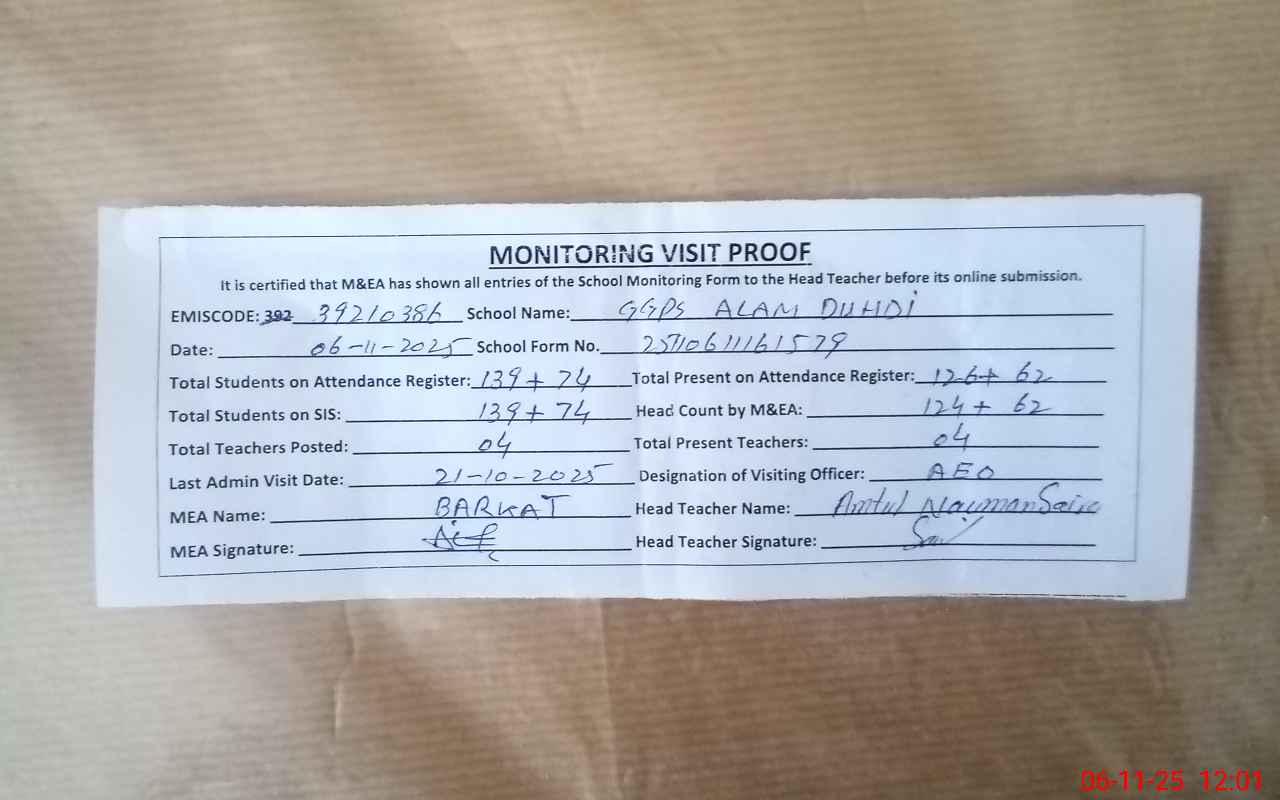 MONITORING VISIT PROOF
It is certified that M&EA has shown all entries of the School Monitoring Form to the Head Teacher before its online submission.
EMISCODE: 392 39210386 School Name: GGPS ALAM DUHDI
Date: 06-11-2025 School Form No. 2511061161579
Total Students on Attendance Register: 139 + 74 Total Present on Attendance Register: 126 + 62
Total Students on SIS: 139 + 74 Head Count by M&EA: 124 + 62
Total Teachers Posted: 04 Total Present Teachers: 04
Last Admin Visit Date: 21-10-2025 Designation of Visiting Officer: AEO
MEA Name: BARKAT Head Teacher Name: Amtul
MEA Signature: Head Teacher Signature:
06-11-25 12:01